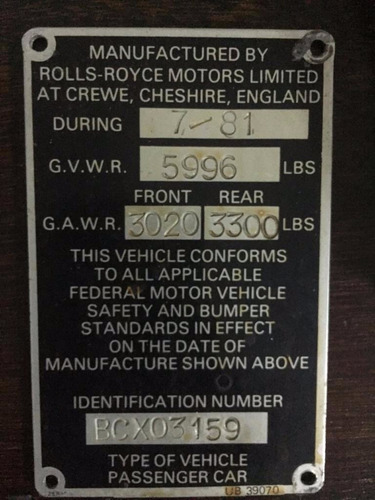 MANUFACTURED BY
ROLLS-ROYCE MOTORS LIMITED
AT CREWE, CHESHIRE, ENGLAND
DURING 7-81
G.V.W.R. 5996 LBS
FRONT REAR
G.A.W.R. 3020 3300 LBS
THIS VEHICLE CONFORMS
TO ALL APPLICABLE
FEDERAL MOTOR VEHICLE
SAFETY AND BUMPER
STANDARDS IN EFFECT
ON THE DATE OF
MANUFACTURE SHOWN ABOVE
IDENTIFICATION NUMBER
BCX03159
TYPE OF VEHICLE
PASSENGER CAR
UB 39070